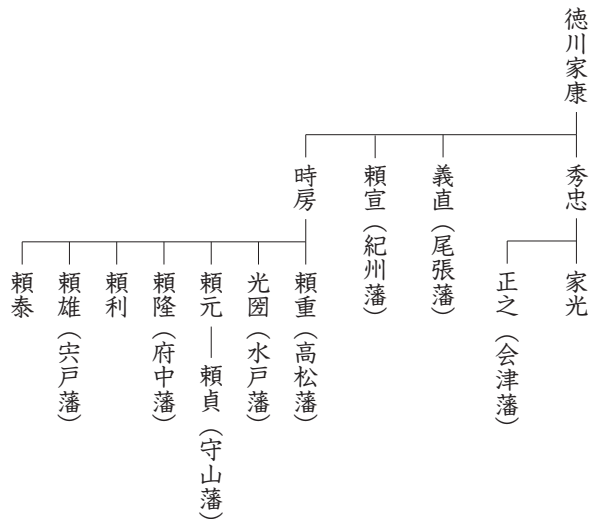 徳川家康
秀忠
義直(尾張藩)
頼宣(紀州藩)
時房
家光
正之(会津藩)
頼重(高松藩)
光圀(水戸藩)
頼元
頼貞(守山藩)
頼隆(府中藩)
頼利
頼雄(宍戸藩)
頼泰